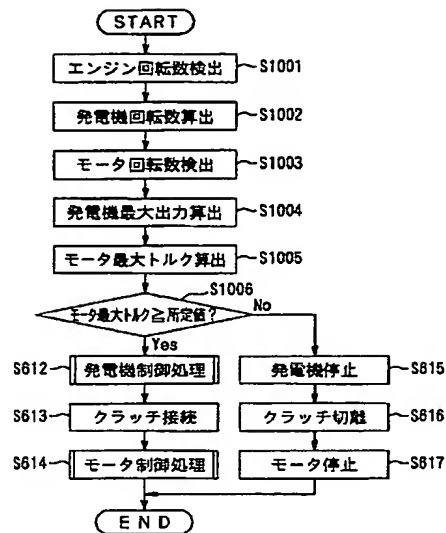 START
エンジン回転数検出 S1001
発電機回転数算出 S1002
モータ回転数検出 S1003
発電機最大出力算出 S1004
モータ最大トルク算出 S1005
S1006
モータ最大トルク≧所定値? No
Yes
S612 発電機制御処理 発電機停止 S615
S613 クラッチ接続 クラッチ切離 S616
S614 モータ制御処理 モータ停止 S617
END